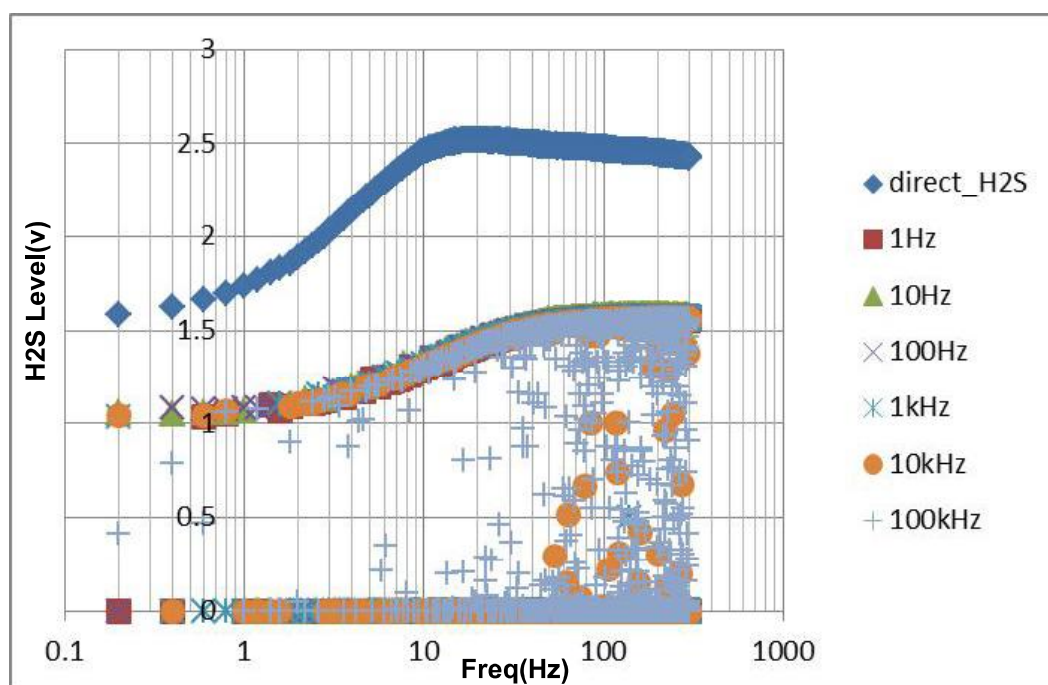 3
2.5
2
1.5
1
0.5
0
0.1 1 10 100 1000
H2S Level(v)
Freq(Hz)
direct_H2S
1Hz
10Hz
100Hz
1kHz
10kHz
100kHz